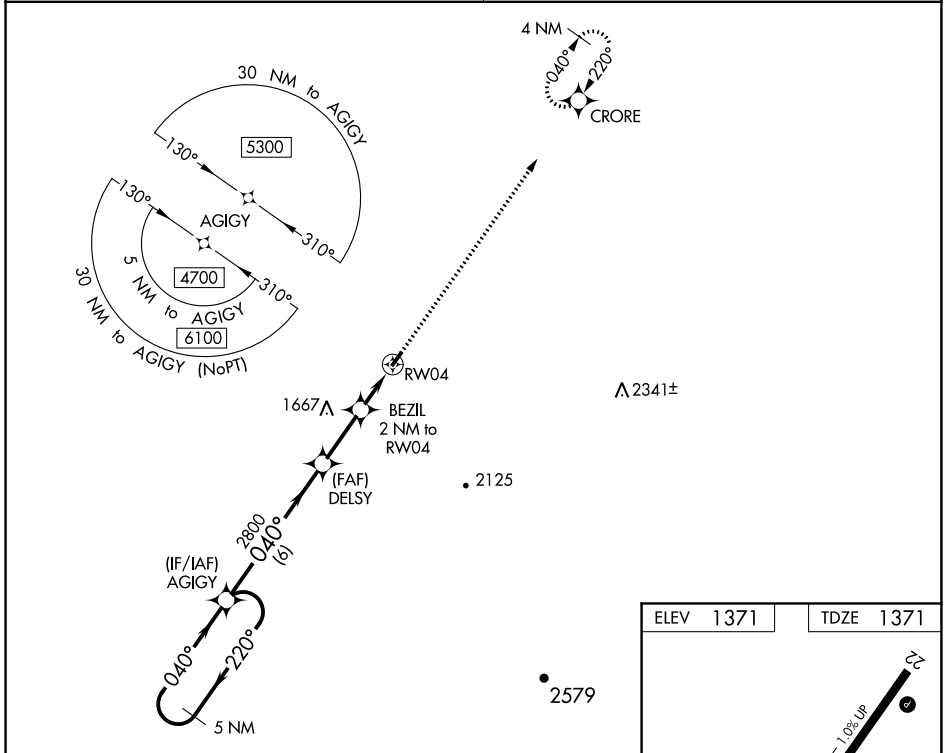 4 NM
040°
220°
CRORE
30 NM to AGIGY
5300
130°
310°
AGIGY
130°
310°
4700
5 NM to AGIGY
6100
30 NM to AGIGY (NoPT)
RW04
1667
BEZIL
2 NM to
RW04
2341±
(FAF)
DELSY
2125
2800
040°
(6)
(IF/IAF)
AGIGY
040°
220°
5 NM
2579
ELEV 1371
TDZE 1371
22
1.0% UP
P